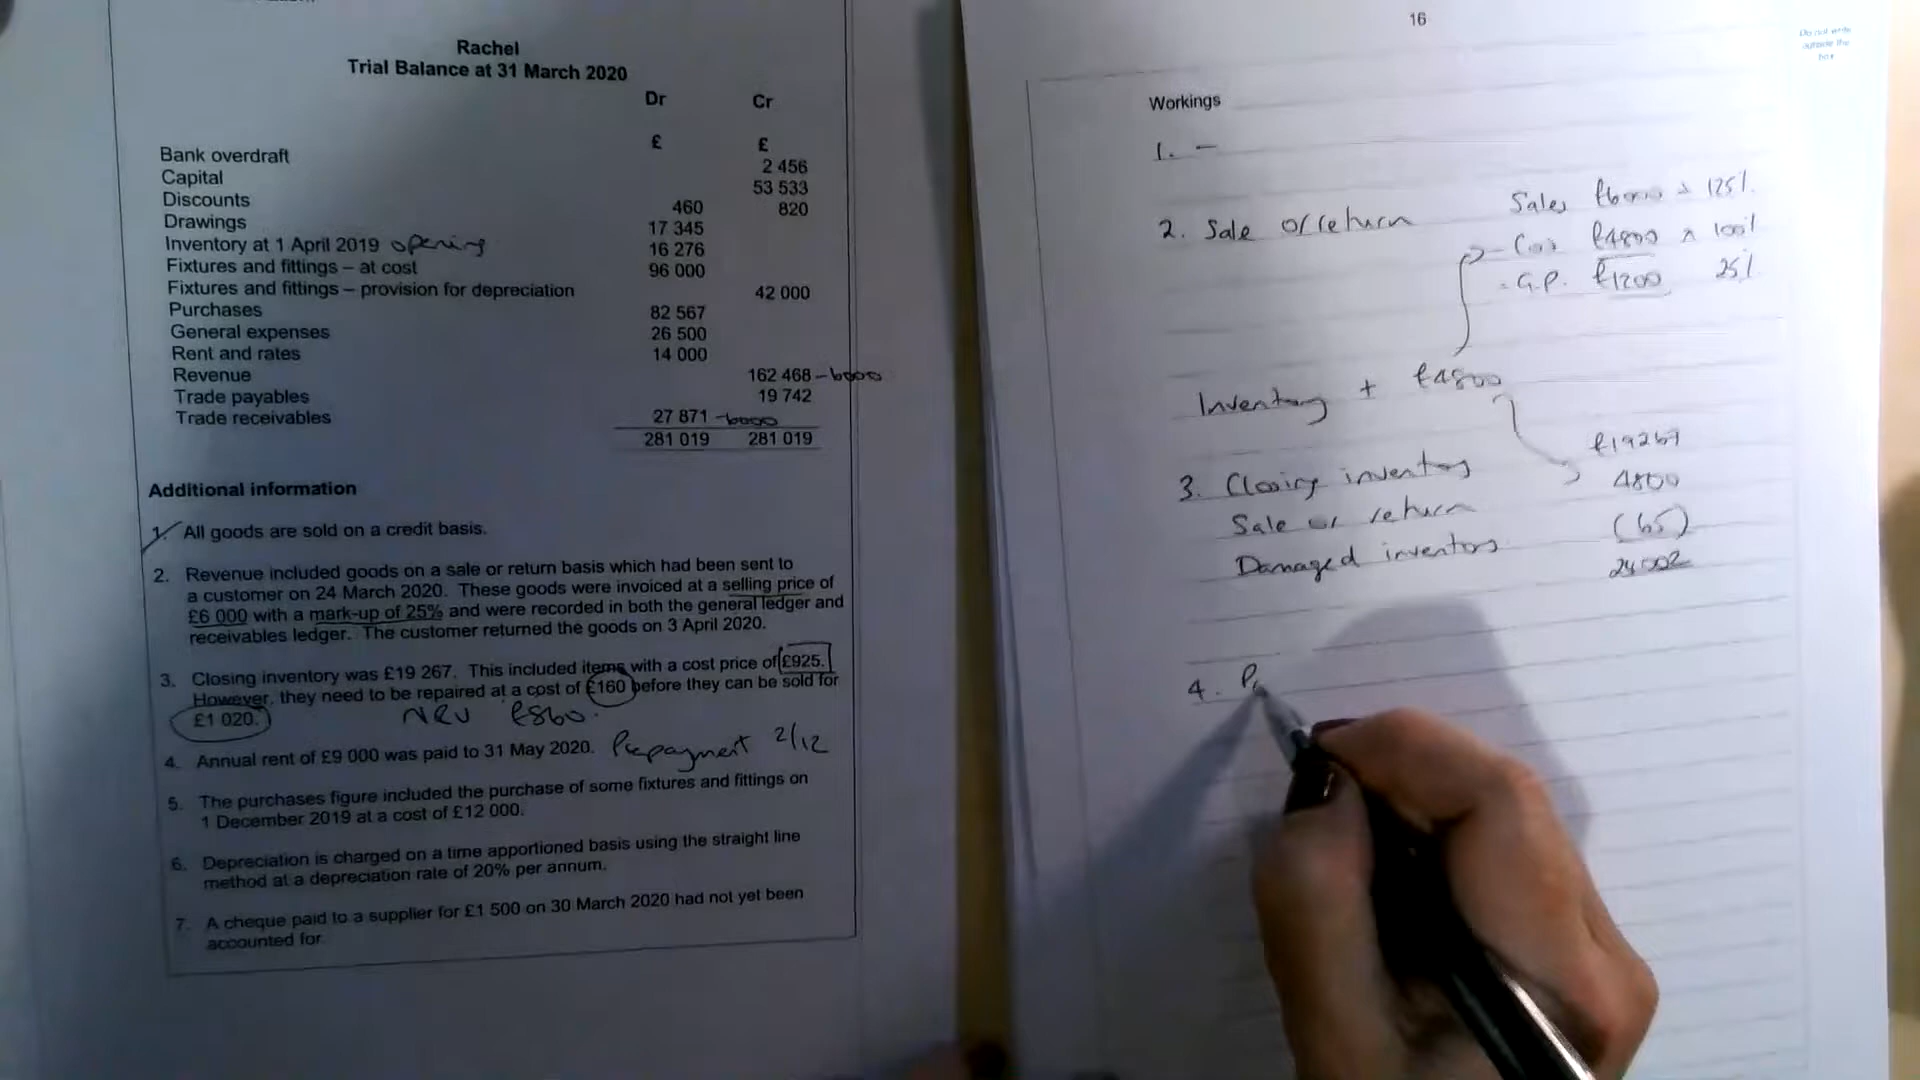 Rachel
Trial Balance at 31 March 2020
Dr Cr
£ £
Bank overdraft 2 456
Capital 53 533
Discounts 460 820
Drawings 17 345
Inventory at 1 April 2019 opening 16 276
Fixtures and fittings – at cost 96 000
Fixtures and fittings – provision for depreciation 42 000
Purchases 82 567
General expenses 26 500
Rent and rates 14 000
Revenue 162 468 – 6000
Trade payables 19 742
Trade receivables 27 871 – 6000
281 019 281 019
Additional information
1. All goods are sold on a credit basis.
2. Revenue included goods on a sale or return basis which had been sent to
a customer on 24 March 2020. These goods were invoiced at a selling price of
£6 000 with a mark-up of 25% and were recorded in both the general ledger and
receivables ledger. The customer returned the goods on 3 April 2020.
3. Closing inventory was £19 267. This included items with a cost price of £925.
However, they need to be repaired at a cost of £160 before they can be sold for
£1 020. NRV £860.
4. Annual rent of £9 000 was paid to 31 May 2020. Prepayment 2/12
5. The purchases figure included the purchase of some fixtures and fittings on
1 December 2019 at a cost of £12 000.
6. Depreciation is charged on a time apportioned basis using the straight line
method at a depreciation rate of 20% per annum.
7. A cheque paid to a supplier for £1 500 on 30 March 2020 had not yet been
accounted for
16
Do not write
outside the
box
Workings
1. –
2. Sale or return
Sales £6000 125%
£4800 100%
G.P. £1200 25%
Inventory + £4800
3. Closing inventory £19267
Sale or return 4800
Damaged inventory (65)
24002
4.